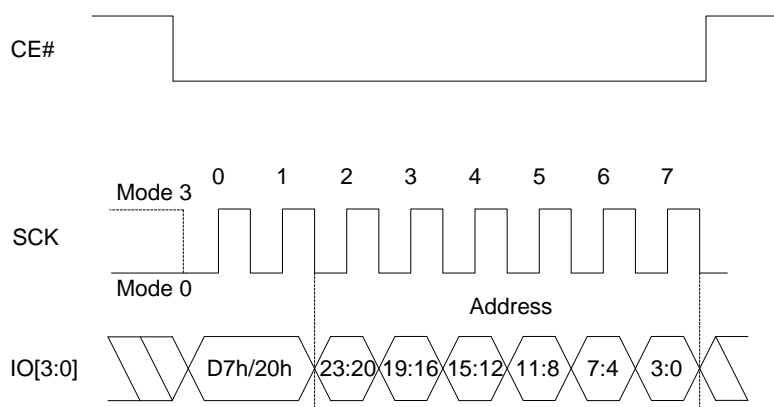 CE#
0 1 2 3 4 5 6 7
Mode 3
SCK
Mode 0
Address
IO[3:0] D7h/20h 23:20 19:16 15:12 11:8 7:4 3:0